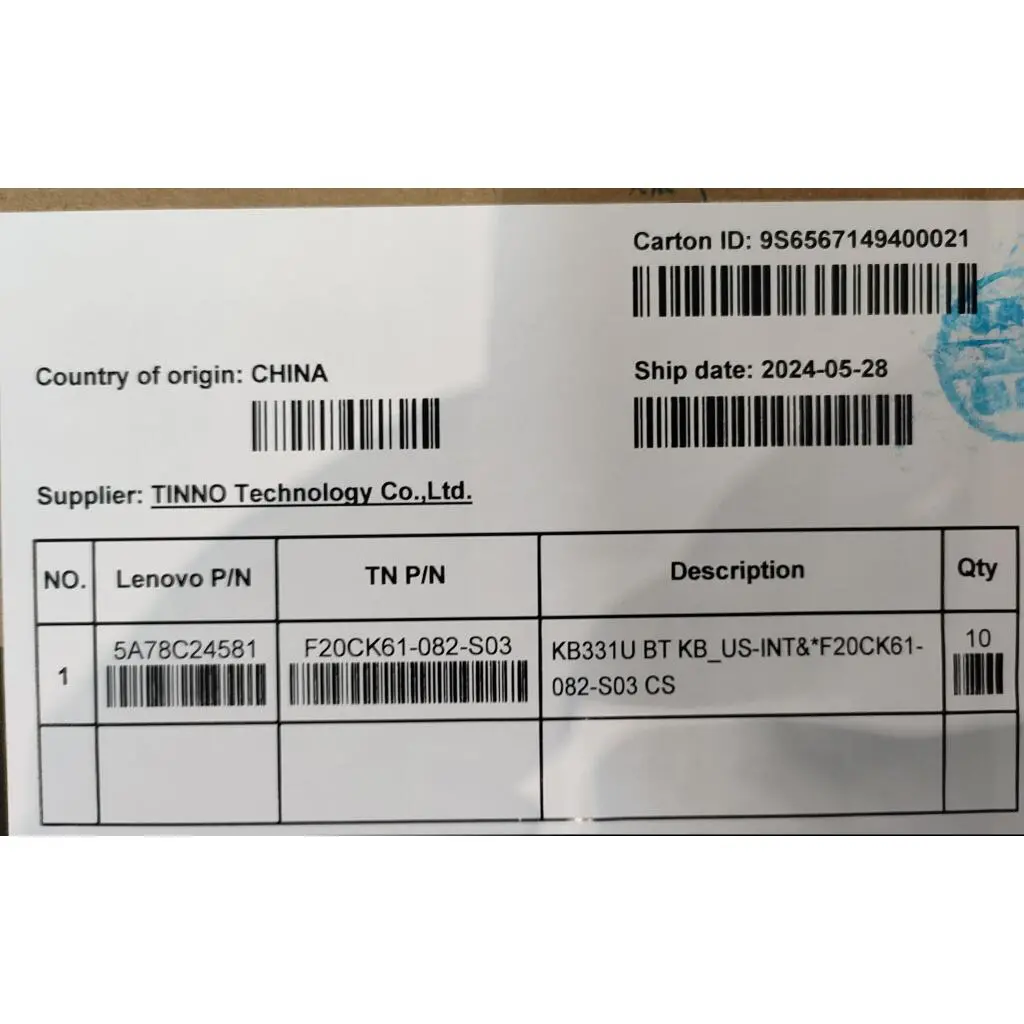 Carton ID: 9S6567149400021
Country of origin: CHINA
Ship date: 2024-05-28
Supplier: TINNO Technology Co.,Ltd.
NO. Lenovo P/N TN P/N Description Qty
1 5A78C24581 F20CK61-082-S03 KB331U BT KB_US-INT&*F20CK61-
082-S03 CS 10